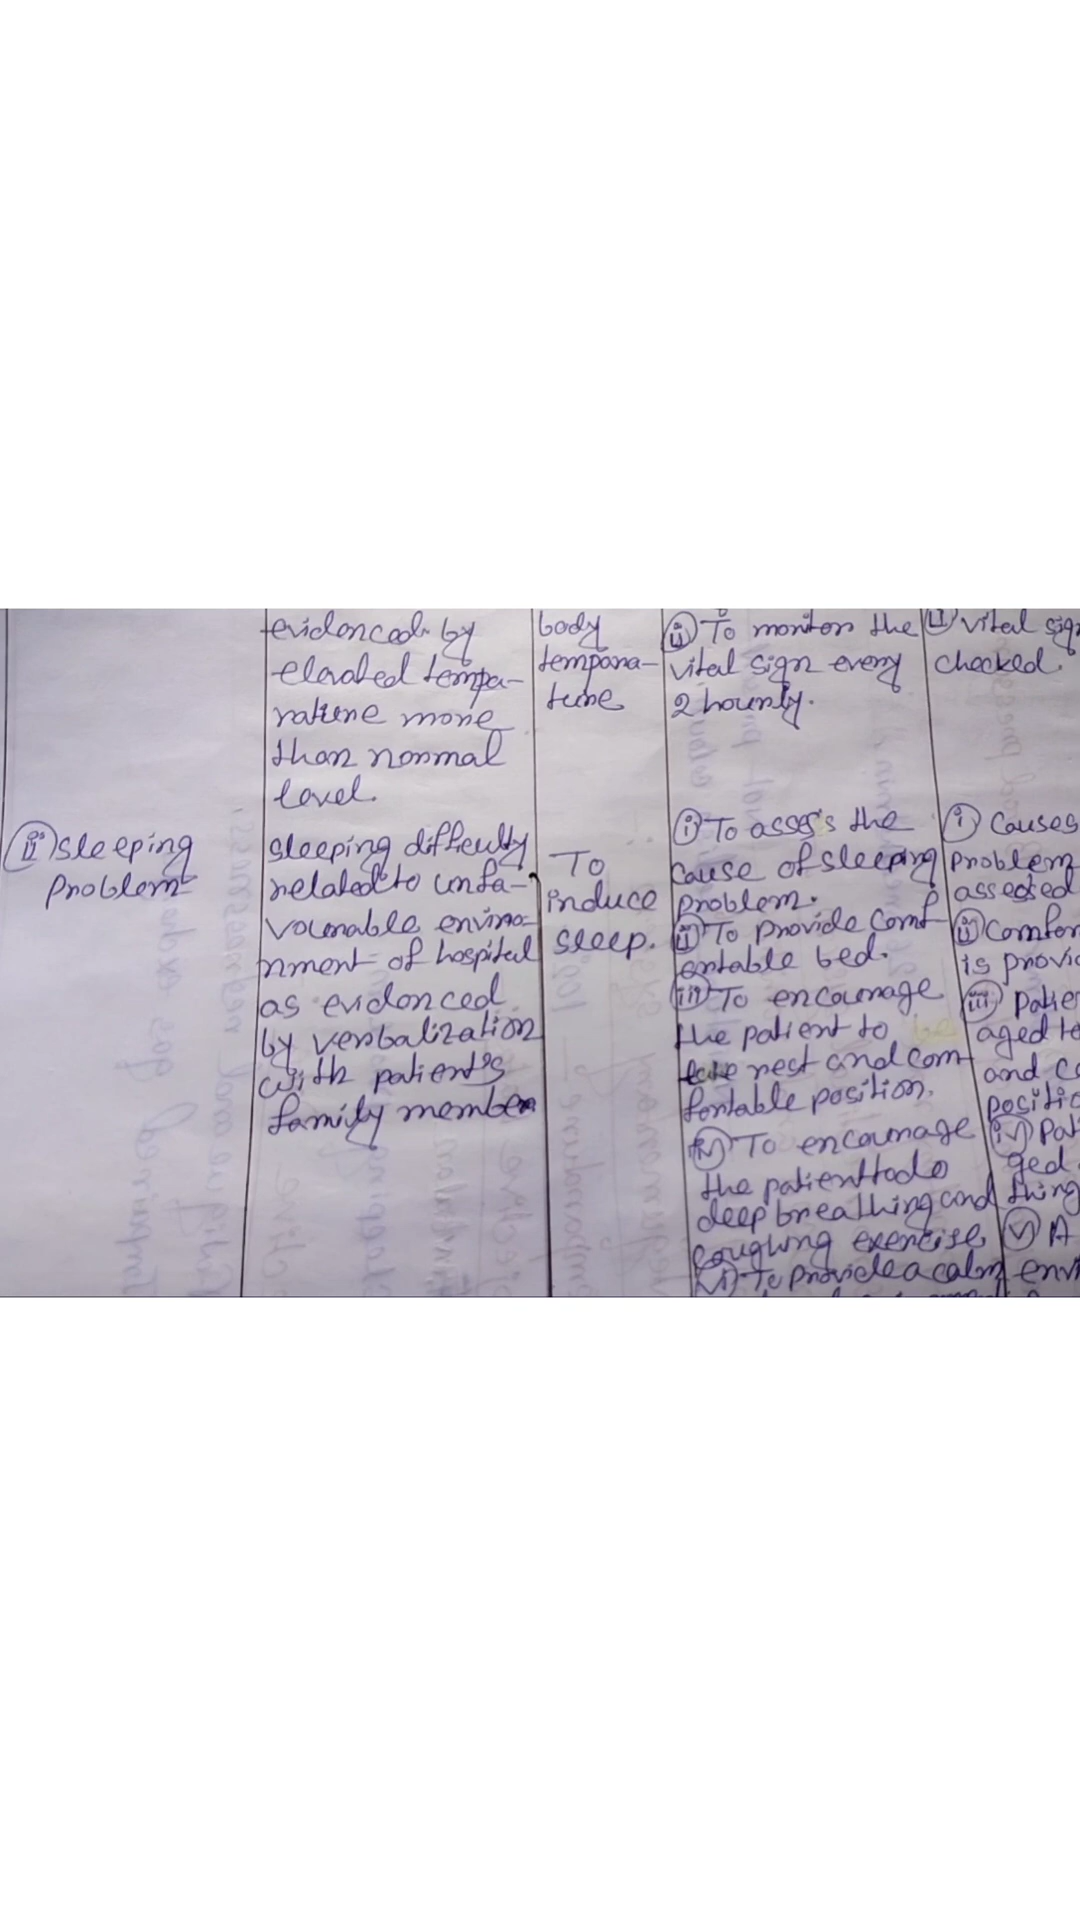 evidenced by
elevated tempa-
rature more
than normal
level.
body
tempara-
ture
ii To moniton the
vital sign every
2 hourly.
ii vital sig
checked.
ii sleeping
problem
sleeping difficulty
related to unfa-
vourable enviro-
nment of hospital
as evidenced
by verbalization
with patient's
family member
To
induce
sleep.
i To assess the
cause of sleeping
problem.
ii To provide comf
ortable bed.
iii To encourage
the patient to
rest and com
fortable position.
iv To encourage
the patient to do
deep breathing and
coughing exercise
vi To provide a calm
i causes
problem
assessed
ii Comfor
is provi
iii patie
aged to
and co
positio
iv pat
ged
thing
v A
envi